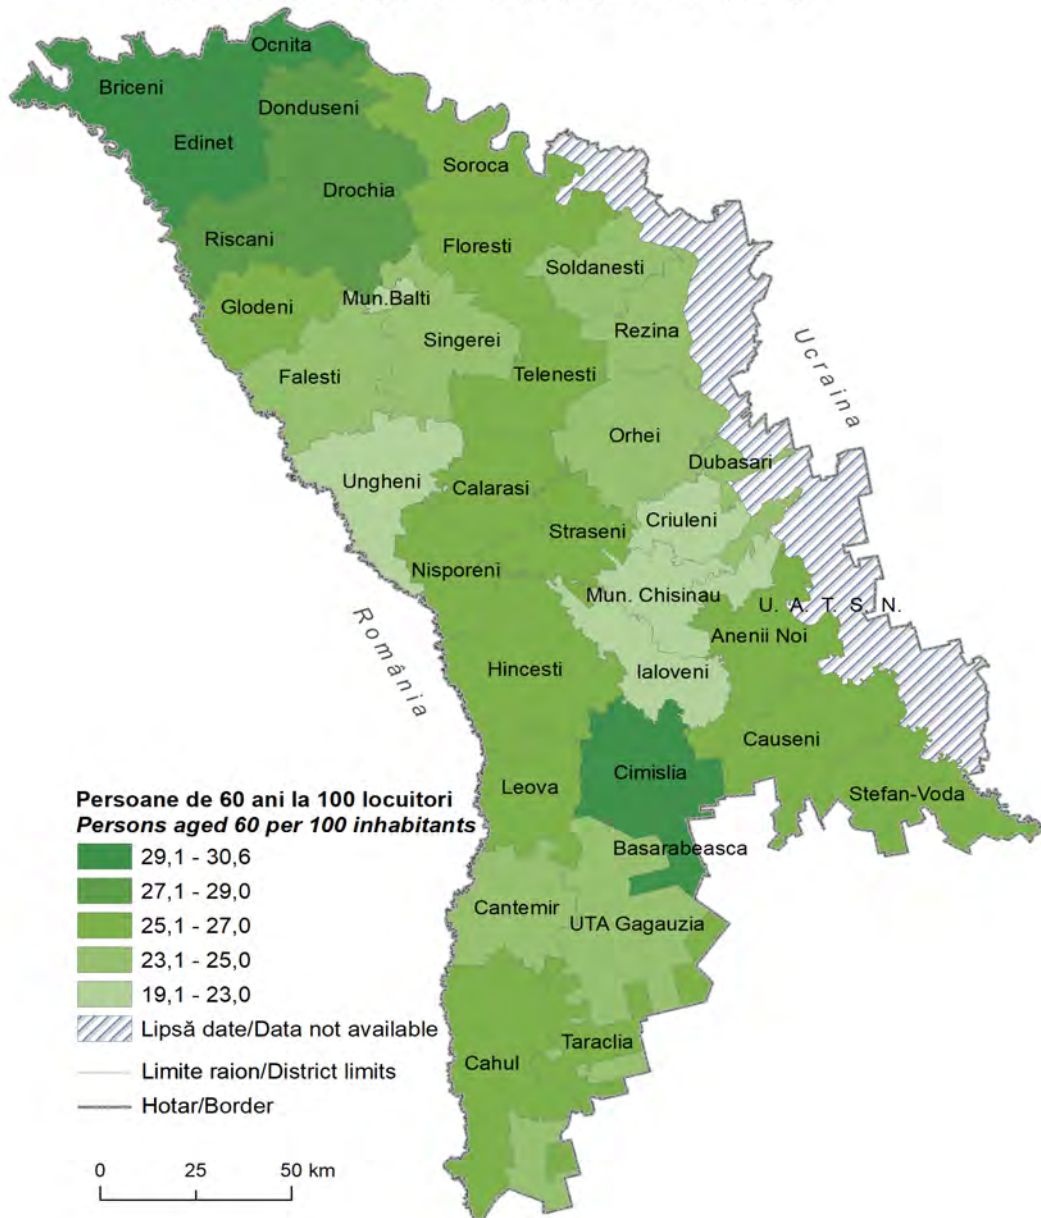 Ocnita
Briceni
Donduseni
Edinet
Soroca
Drochia
Riscani
Floresti
Soldanesti
Glodeni
Mun.Balti
Singerei
Rezina
Ucraina
Falesti
Telenesti
Orhei
Dubasari
Ungheni
Calarasi
Criuleni
Straseni
Nisporeni
Mun. Chisinau
U. A. T. S. N.
Anenii Noi
România
Hincesti
Ialoveni
Causeni
Cimislia
Leova
Stefan-Voda
Basarabeasca
Cantemir
UTA Gagauzia
Taraclia
Cahul
Persoane de 60 ani la 100 locuitori
Persons aged 60 per 100 inhabitants
29,1 - 30,6
27,1 - 29,0
25,1 - 27,0
23,1 - 25,0
19,1 - 23,0
Lipsă date/Data not available
Limite raion/District limits
Hotar/Border
0 25 50 km